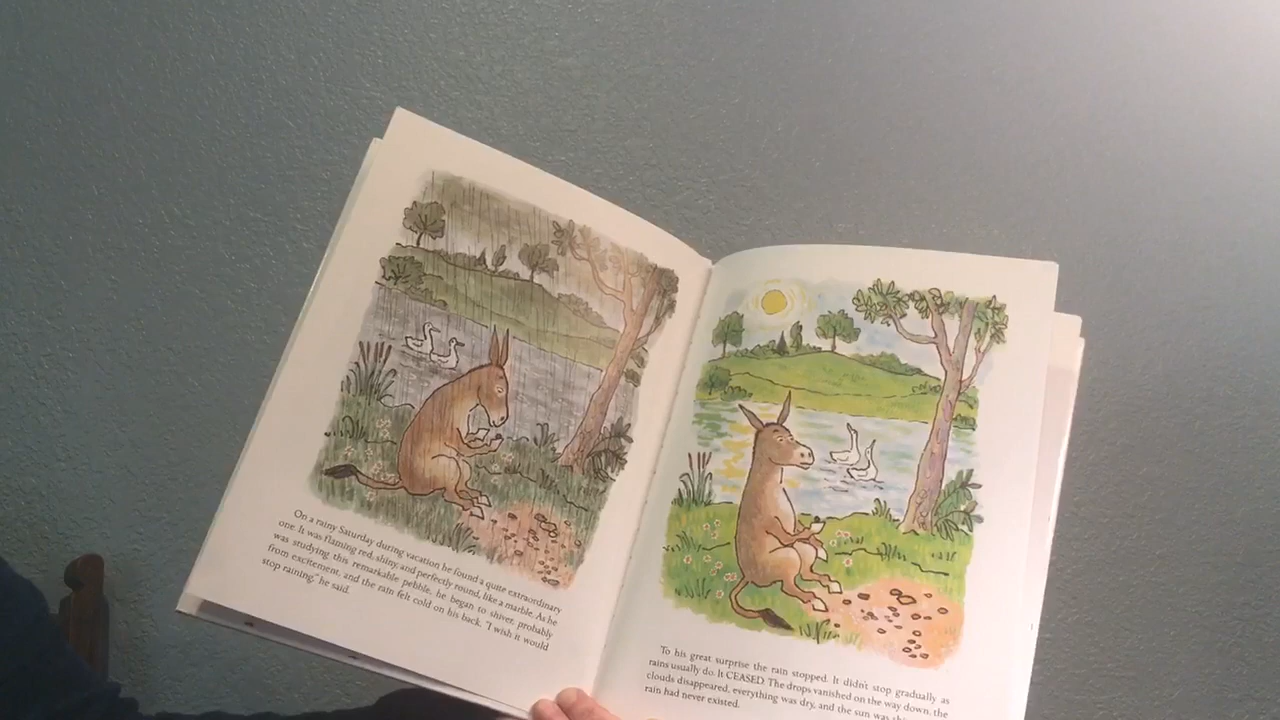 On a rainy Saturday during vacation he found a quite extraordinary
one. It was flaming red, shiny, and perfectly round, like a marble. As he
was studying this remarkable pebble, he began to shiver, probably
from excitement, and the rain felt cold on his back. "I wish it would
stop raining," he said.
To his great surprise the rain stopped. It didn't stop gradually as
rains usually do. It CEASED. The drops vanished on the way down, the
clouds disappeared, everything was dry, and the sun was
rain had never existed.